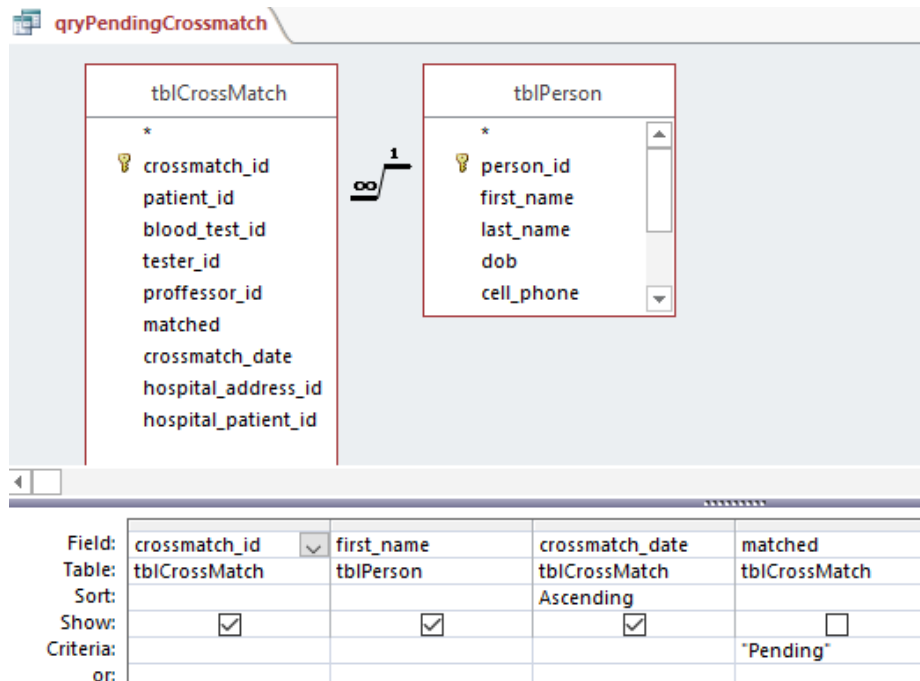 qryPendingCrossmatch
tblCrossMatch
*
crossmatch_id
patient_id
blood_test_id
tester_id
proffessor_id
matched
crossmatch_date
hospital_address_id
hospital_patient_id
∞ 1
tblPerson
*
person_id
first_name
last_name
dob
cell_phone
Field: crossmatch_id first_name crossmatch_date matched
Table: tblCrossMatch tblPerson tblCrossMatch tblCrossMatch
Sort: Ascending
Show:
Criteria: "Pending"
or: